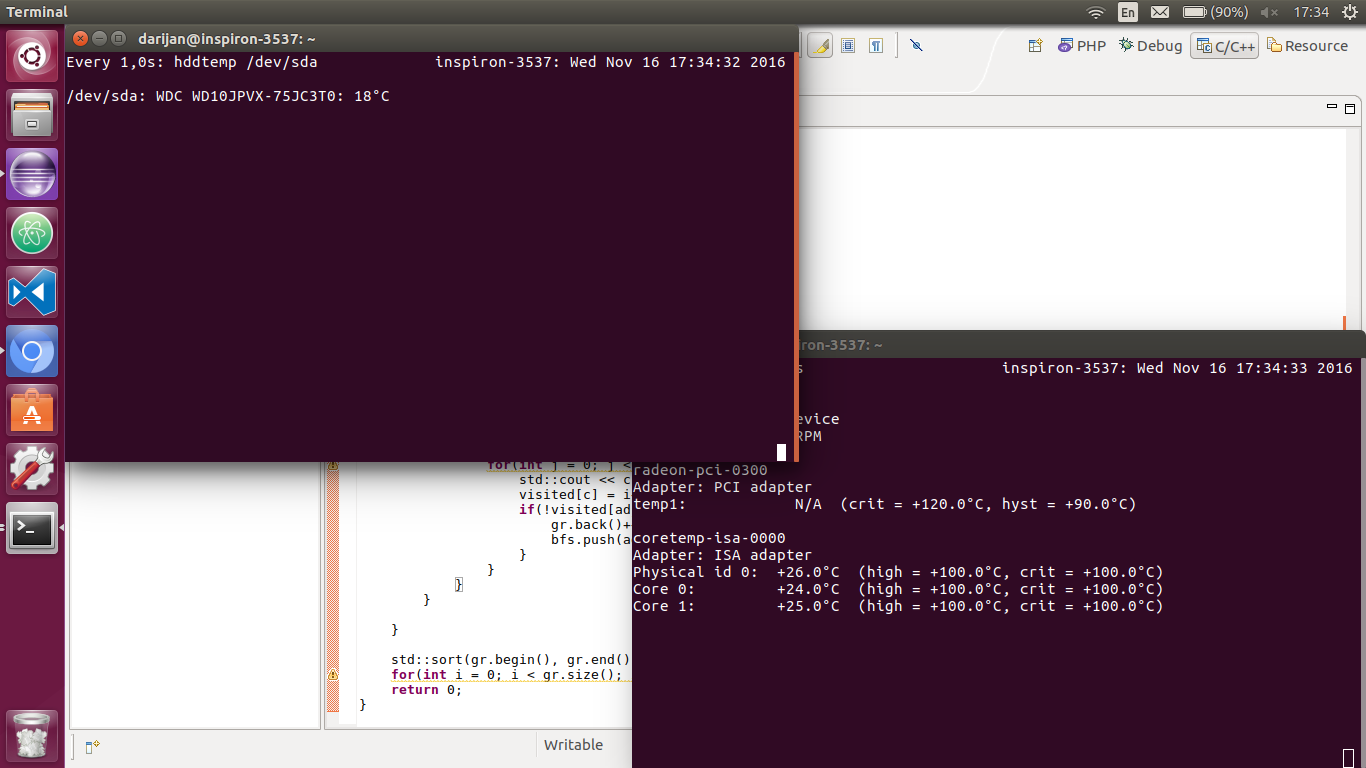 Terminal
En
(90%)
17:34
darijan@inspiron-3537: ~
PHP
Debug
C/C++
Resource
Every 1,0s: hddtemp /dev/sda inspiron-3537: Wed Nov 16 17:34:32 2016
/dev/sda: WDC WD10JPVX-75JC3T0: 18°C
iron-3537: ~
s inspiron-3537: Wed Nov 16 17:34:33 2016
evice
RPM
radeon-pci-0300
Adapter: PCI adapter
temp1: N/A (crit = +120.0°C, hyst = +90.0°C)
coretemp-isa-0000
Adapter: ISA adapter
Physical id 0: +26.0°C (high = +100.0°C, crit = +100.0°C)
Core 0: +24.0°C (high = +100.0°C, crit = +100.0°C)
Core 1: +25.0°C (high = +100.0°C, crit = +100.0°C)
for(int j = 0; j <
std::cout << c
visited[c] = i
if(!visited[ad
gr.back()+
bfs.push(a
}
}
}
}
}
std::sort(gr.begin(), gr.end()
for(int i = 0; i < gr.size();
return 0;
}
Writable